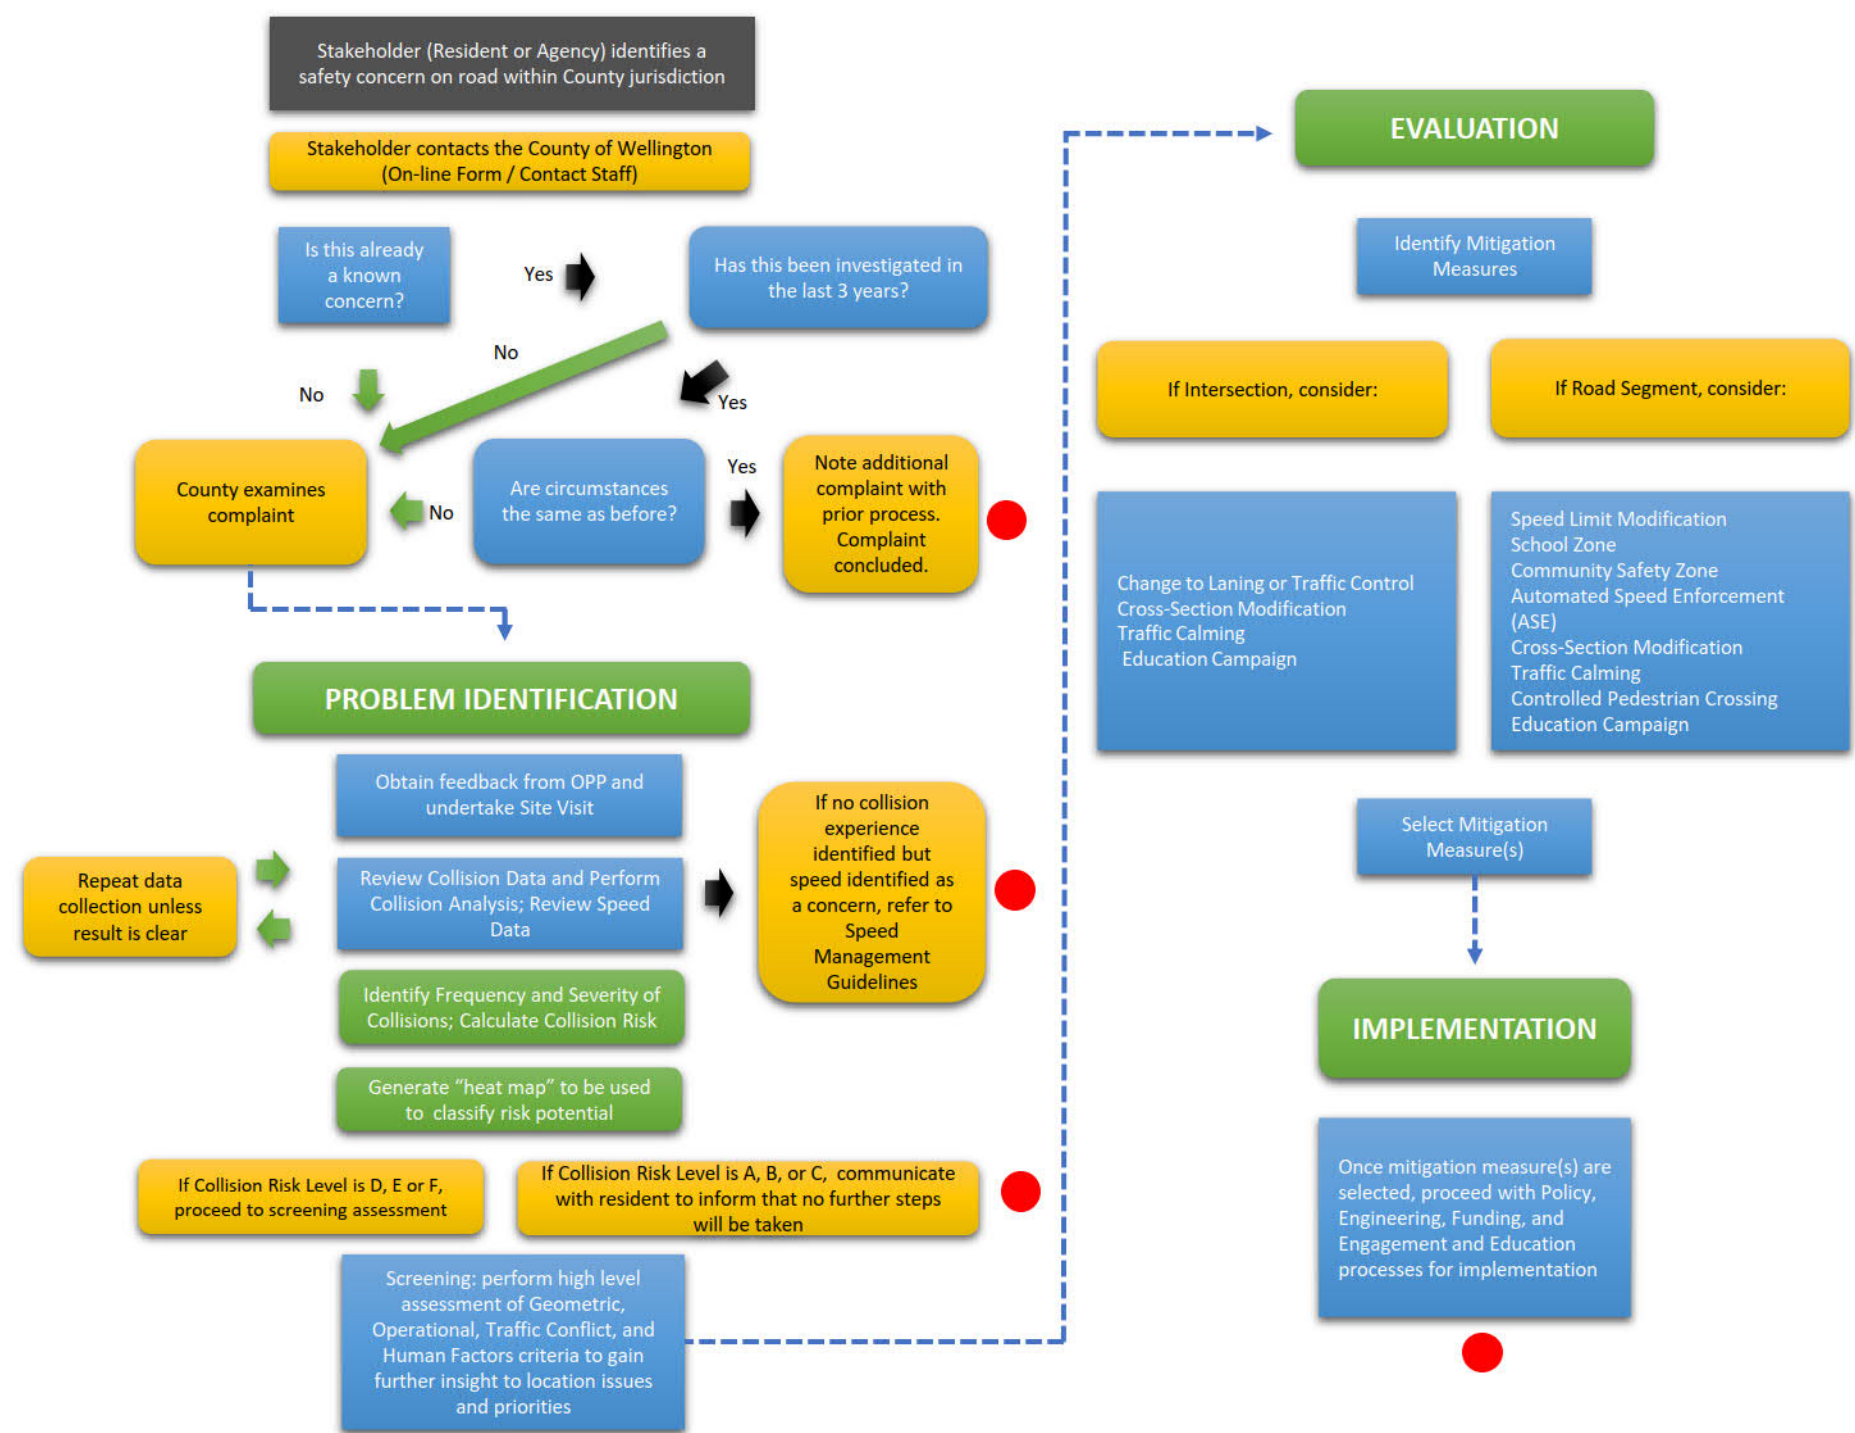 Stakeholder (Resident or Agency) identifies a
safety concern on road within County jurisdiction
Stakeholder contacts the County of Wellington
(On-line Form / Contact Staff)
Is this already
a known
concern?
Yes
Has this been investigated in
the last 3 years?
No
No
Yes
County examines
complaint
No
Are circumstances
the same as before?
Yes
Note additional
complaint with
prior process.
Complaint
concluded.
PROBLEM IDENTIFICATION
Obtain feedback from OPP and
undertake Site Visit
Repeat data
collection unless
result is clear
Review Collision Data and Perform
Collision Analysis; Review Speed
Data
If no collision
experience
identified but
speed identified as
a concern, refer to
Speed
Management
Guidelines
Identify Frequency and Severity of
Collisions; Calculate Collision Risk
Generate “heat map” to be used
to classify risk potential
If Collision Risk Level is D, E or F,
proceed to screening assessment
If Collision Risk Level is A, B, or C, communicate
with resident to inform that no further steps
will be taken
Screening: perform high level
assessment of Geometric,
Operational, Traffic Conflict, and
Human Factors criteria to gain
further insight to location issues
and priorities
EVALUATION
Identify Mitigation
Measures
If Intersection, consider:
If Road Segment, consider:
Change to Laning or Traffic Control
Cross-Section Modification
Traffic Calming
Education Campaign
Speed Limit Modification
School Zone
Community Safety Zone
Automated Speed Enforcement
(ASE)
Cross-Section Modification
Traffic Calming
Controlled Pedestrian Crossing
Education Campaign
Select Mitigation
Measure(s)
IMPLEMENTATION
Once mitigation measure(s) are
selected, proceed with Policy,
Engineering, Funding, and
Engagement and Education
processes for implementation